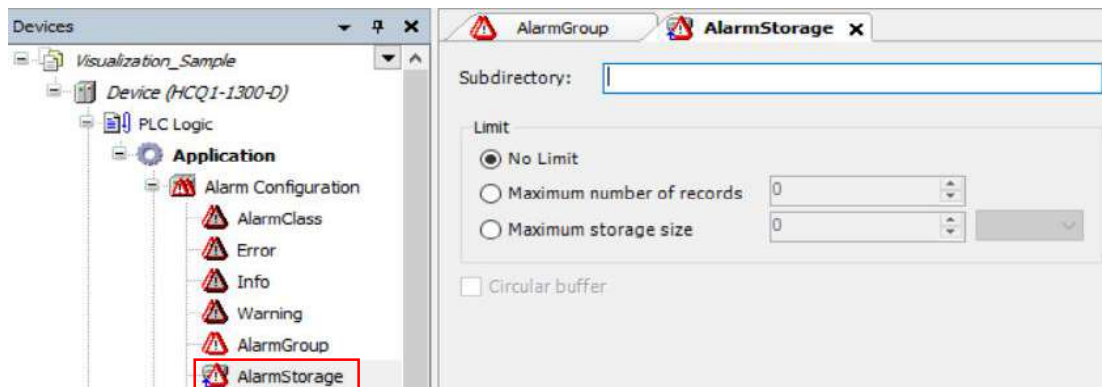 Devices
Visualization_Sample
Device (HCQ1-1300-D)
PLC Logic
Application
Alarm Configuration
AlarmClass
Error
Info
Warning
AlarmGroup
AlarmStorage
AlarmGroup AlarmStorage
Subdirectory:
Limit
No Limit
Maximum number of records 0
Maximum storage size 0
Circular buffer